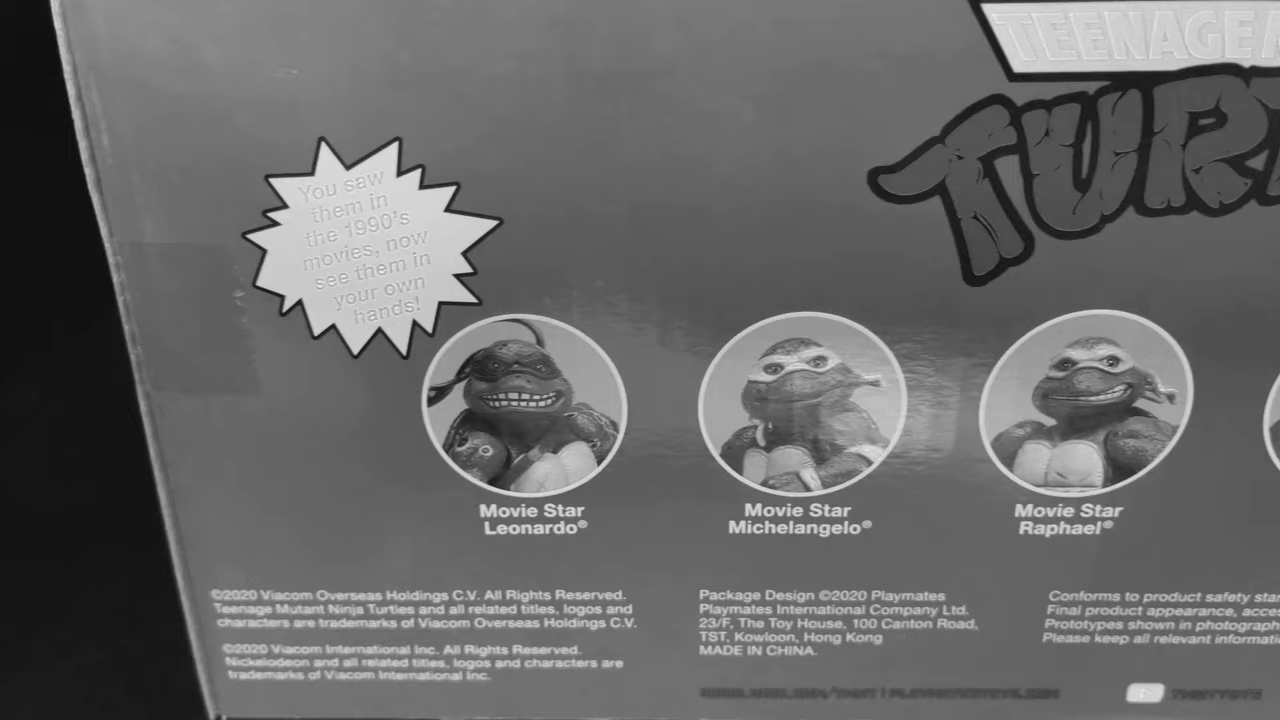 TEENAGE
TUR
You saw
them in
the 1990's
movies, now
see them in
your own
hands!
Movie Star
Leonardo®
Movie Star
Michelangelo®
Movie Star
Raphael®
©2020 Viacom Overseas Holdings C.V. All Rights Reserved.
Teenage Mutant Ninja Turtles and all related titles, logos and
characters are trademarks of Viacom Overseas Holdings C.V.
©2020 Viacom International Inc. All Rights Reserved.
Nickelodeon and all related titles, logos and characters are
trademarks of Viacom International Inc.
Package Design ©2020 Playmates
Playmates International Company Ltd.
23/F, The Toy House, 100 Canton Road,
TST, Kowloon, Hong Kong
MADE IN CHINA.
Conforms to product safety
Final product appearance,
Prototypes shown in
Please keep all relevant